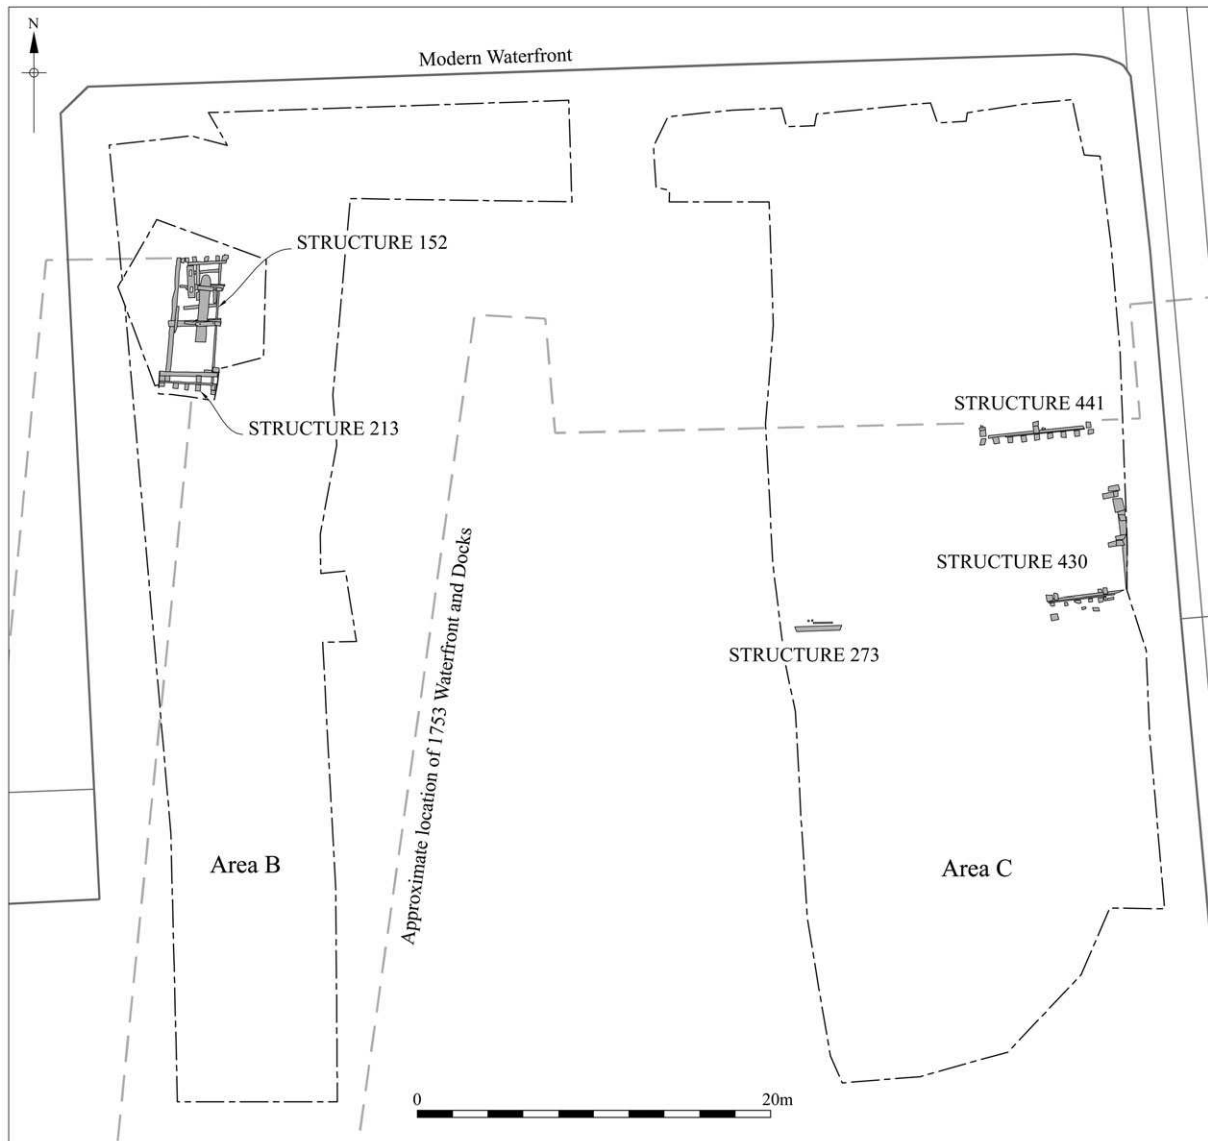 N
Modern Waterfront
STRUCTURE 152
STRUCTURE 441
STRUCTURE 213
STRUCTURE 430
STRUCTURE 273
Approximate location of 1753 Waterfront and Docks
Area B
Area C
0 20m